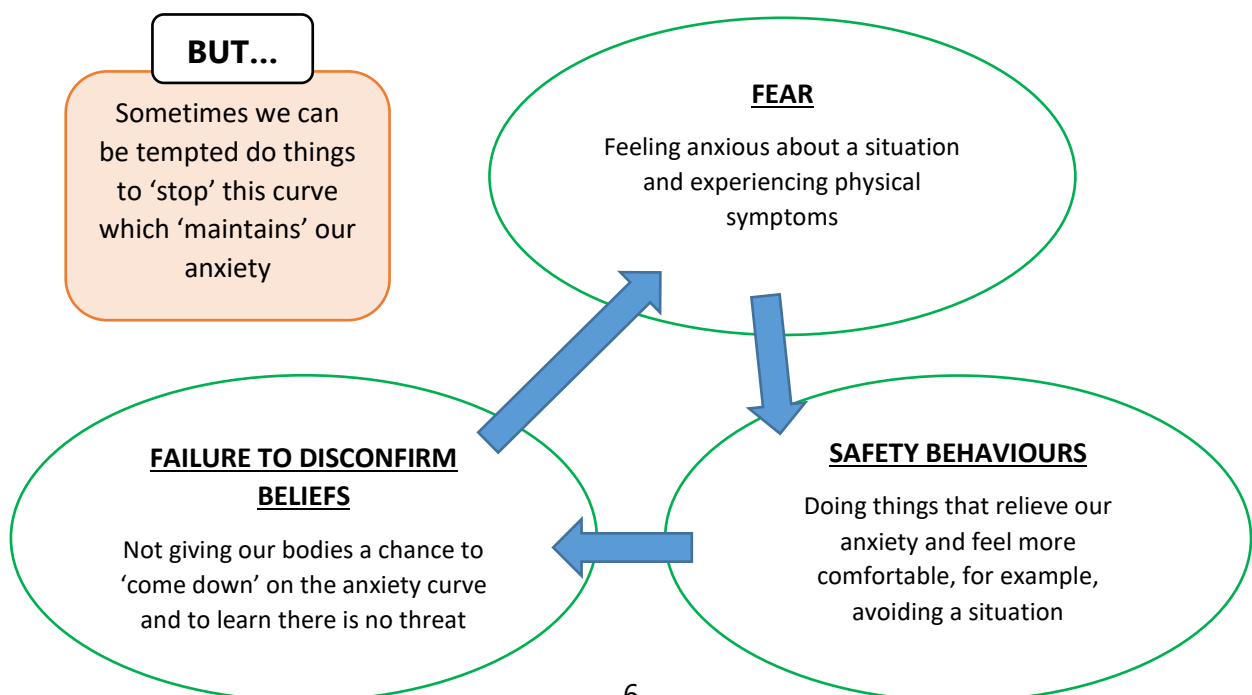 BUT...
Sometimes we can
be tempted do things
to ‘stop’ this curve
which ‘maintains’ our
anxiety
FEAR
Feeling anxious about a situation
and experiencing physical
symptoms
SAFETY BEHAVIOURS
Doing things that relieve our
anxiety and feel more
comfortable, for example,
avoiding a situation
FAILURE TO DISCONFIRM
BELIEFS
Not giving our bodies a chance to
‘come down’ on the anxiety curve
and to learn there is no threat
6